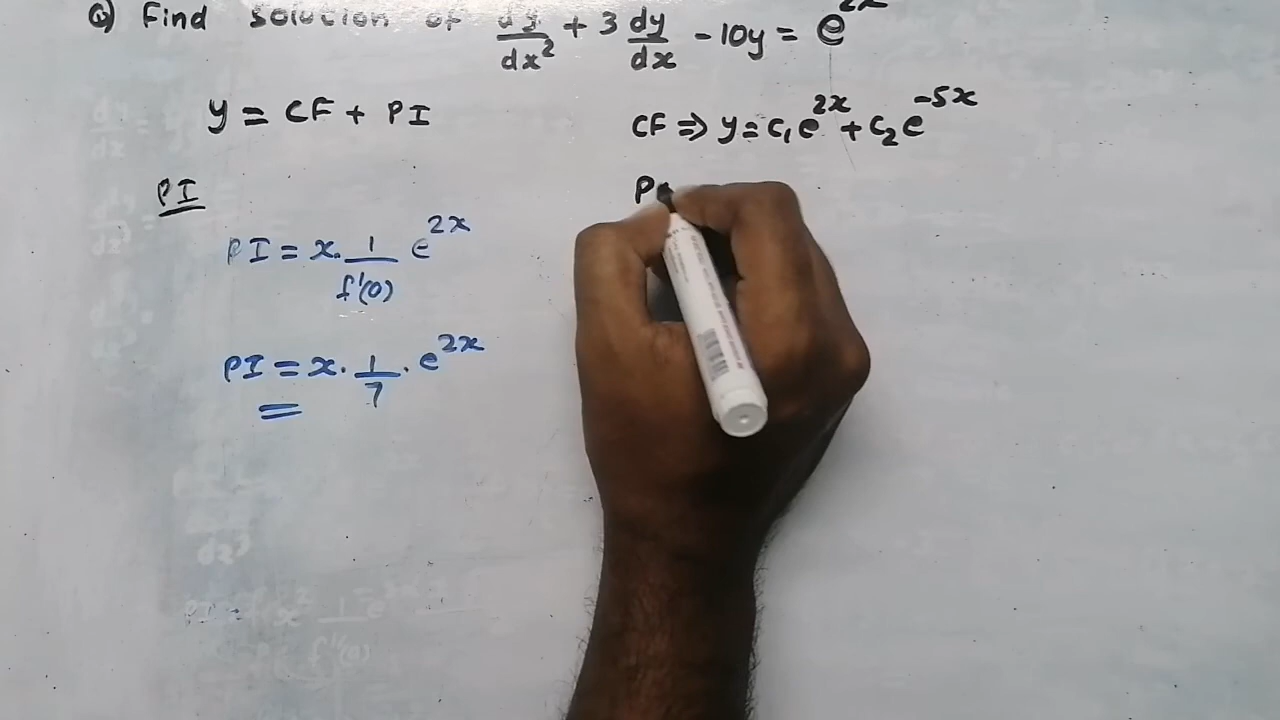 Q) Find solution of d²y/dx² + 3 dy/dx - 10y = e^2x
y = CF + PI
CF ⇒ y = c₁e^2x + c₂e^-5x
PI
P
PI = x. 1/f'(D) e^2x
PI = x. 1/7 . e^2x